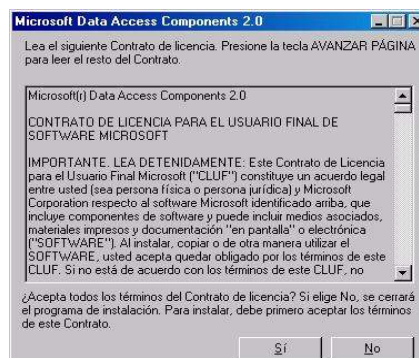 Microsoft Data Access Components 2.0
Lea el siguiente Contrato de licencia. Presione la tecla AVANZAR PÁGINA
para leer el resto del Contrato.
Microsoft(r) Data Access Components 2.0
CONTRATO DE LICENCIA PARA EL USUARIO FINAL DE
SOFTWARE MICROSOFT
IMPORTANTE. LEA DETENIDAMENTE: Este Contrato de Licencia
para el Usuario Final Microsoft ("CLUF") constituye un acuerdo legal
entre usted (sea persona física o persona jurídica) y Microsoft
Corporation respecto al software Microsoft identificado arriba, que
incluye componentes de software y puede incluir medios asociados,
materiales impresos y documentación "en pantalla" o electrónica
("SOFTWARE"). Al instalar, copiar o de otra manera utilizar el
SOFTWARE, usted acepta quedar obligado por los términos de este
CLUF. Si no está de acuerdo con los términos de este CLUF, no
¿Acepta todos los términos del Contrato de licencia? Si elige No, se cerrará
el programa de instalación. Para instalar, debe primero aceptar los términos
de este Contrato.
Sí No